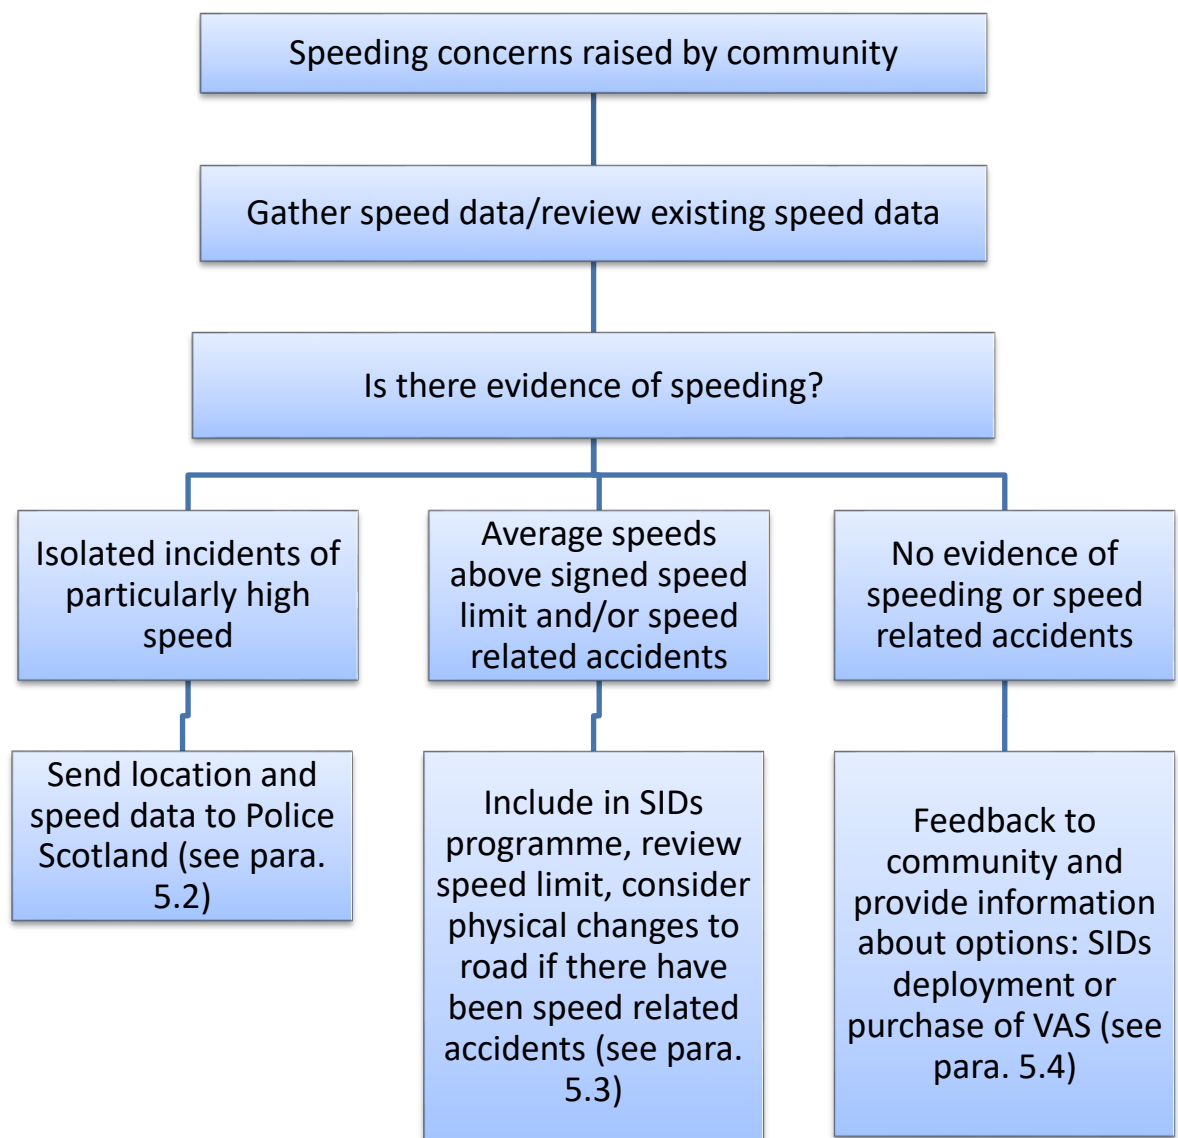 Speeding concerns raised by community
Gather speed data/review existing speed data
Is there evidence of speeding?
Isolated incidents of
particularly high
speed
Average speeds
above signed speed
limit and/or speed
related accidents
No evidence of
speeding or speed
related accidents
Send location and
speed data to Police
Scotland (see para.
5.2)
Include in SIDs
programme, review
speed limit, consider
physical changes to
road if there have
been speed related
accidents (see para.
5.3)
Feedback to
community and
provide information
about options: SIDs
deployment or
purchase of VAS (see
para. 5.4)